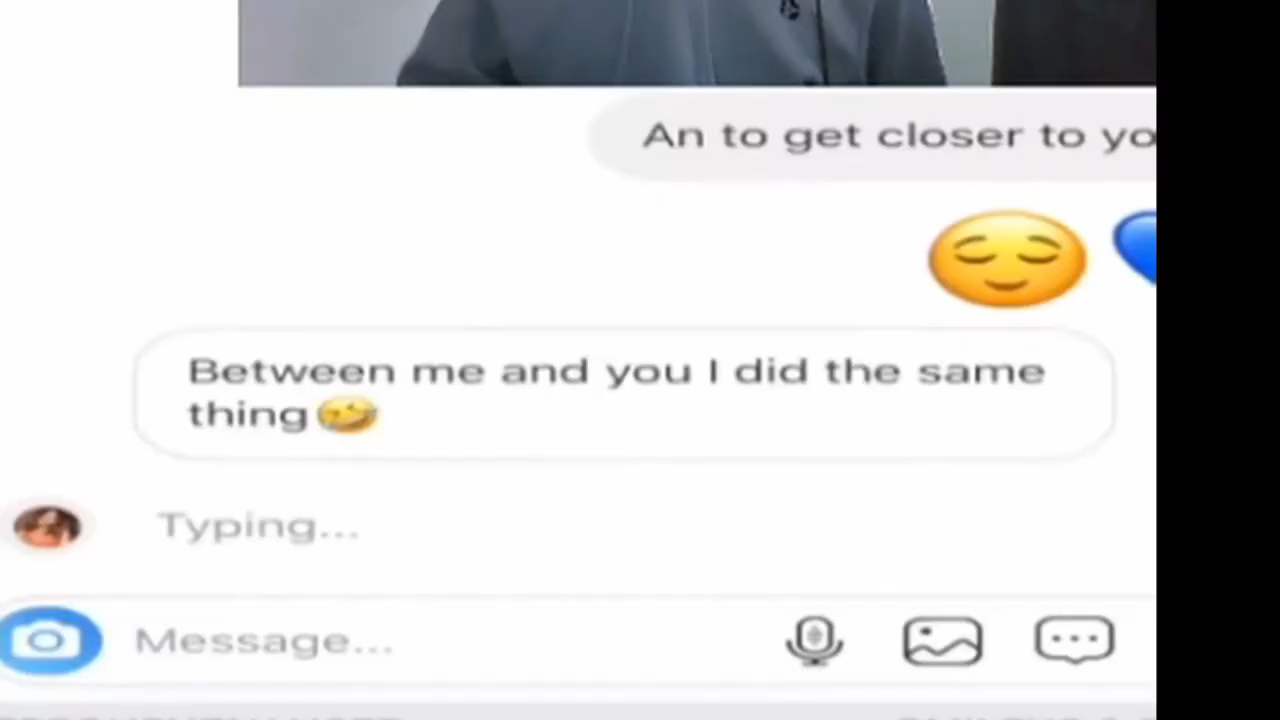 An to get closer to yo
Between me and you I did the same
thing
Typing...
Message...